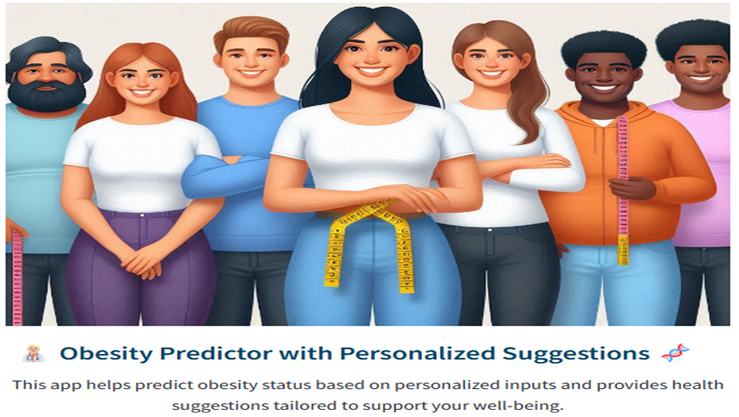 Obesity Predictor with Personalized Suggestions
This app helps predict obesity status based on personalized inputs and provides health
suggestions tailored to support your well-being.